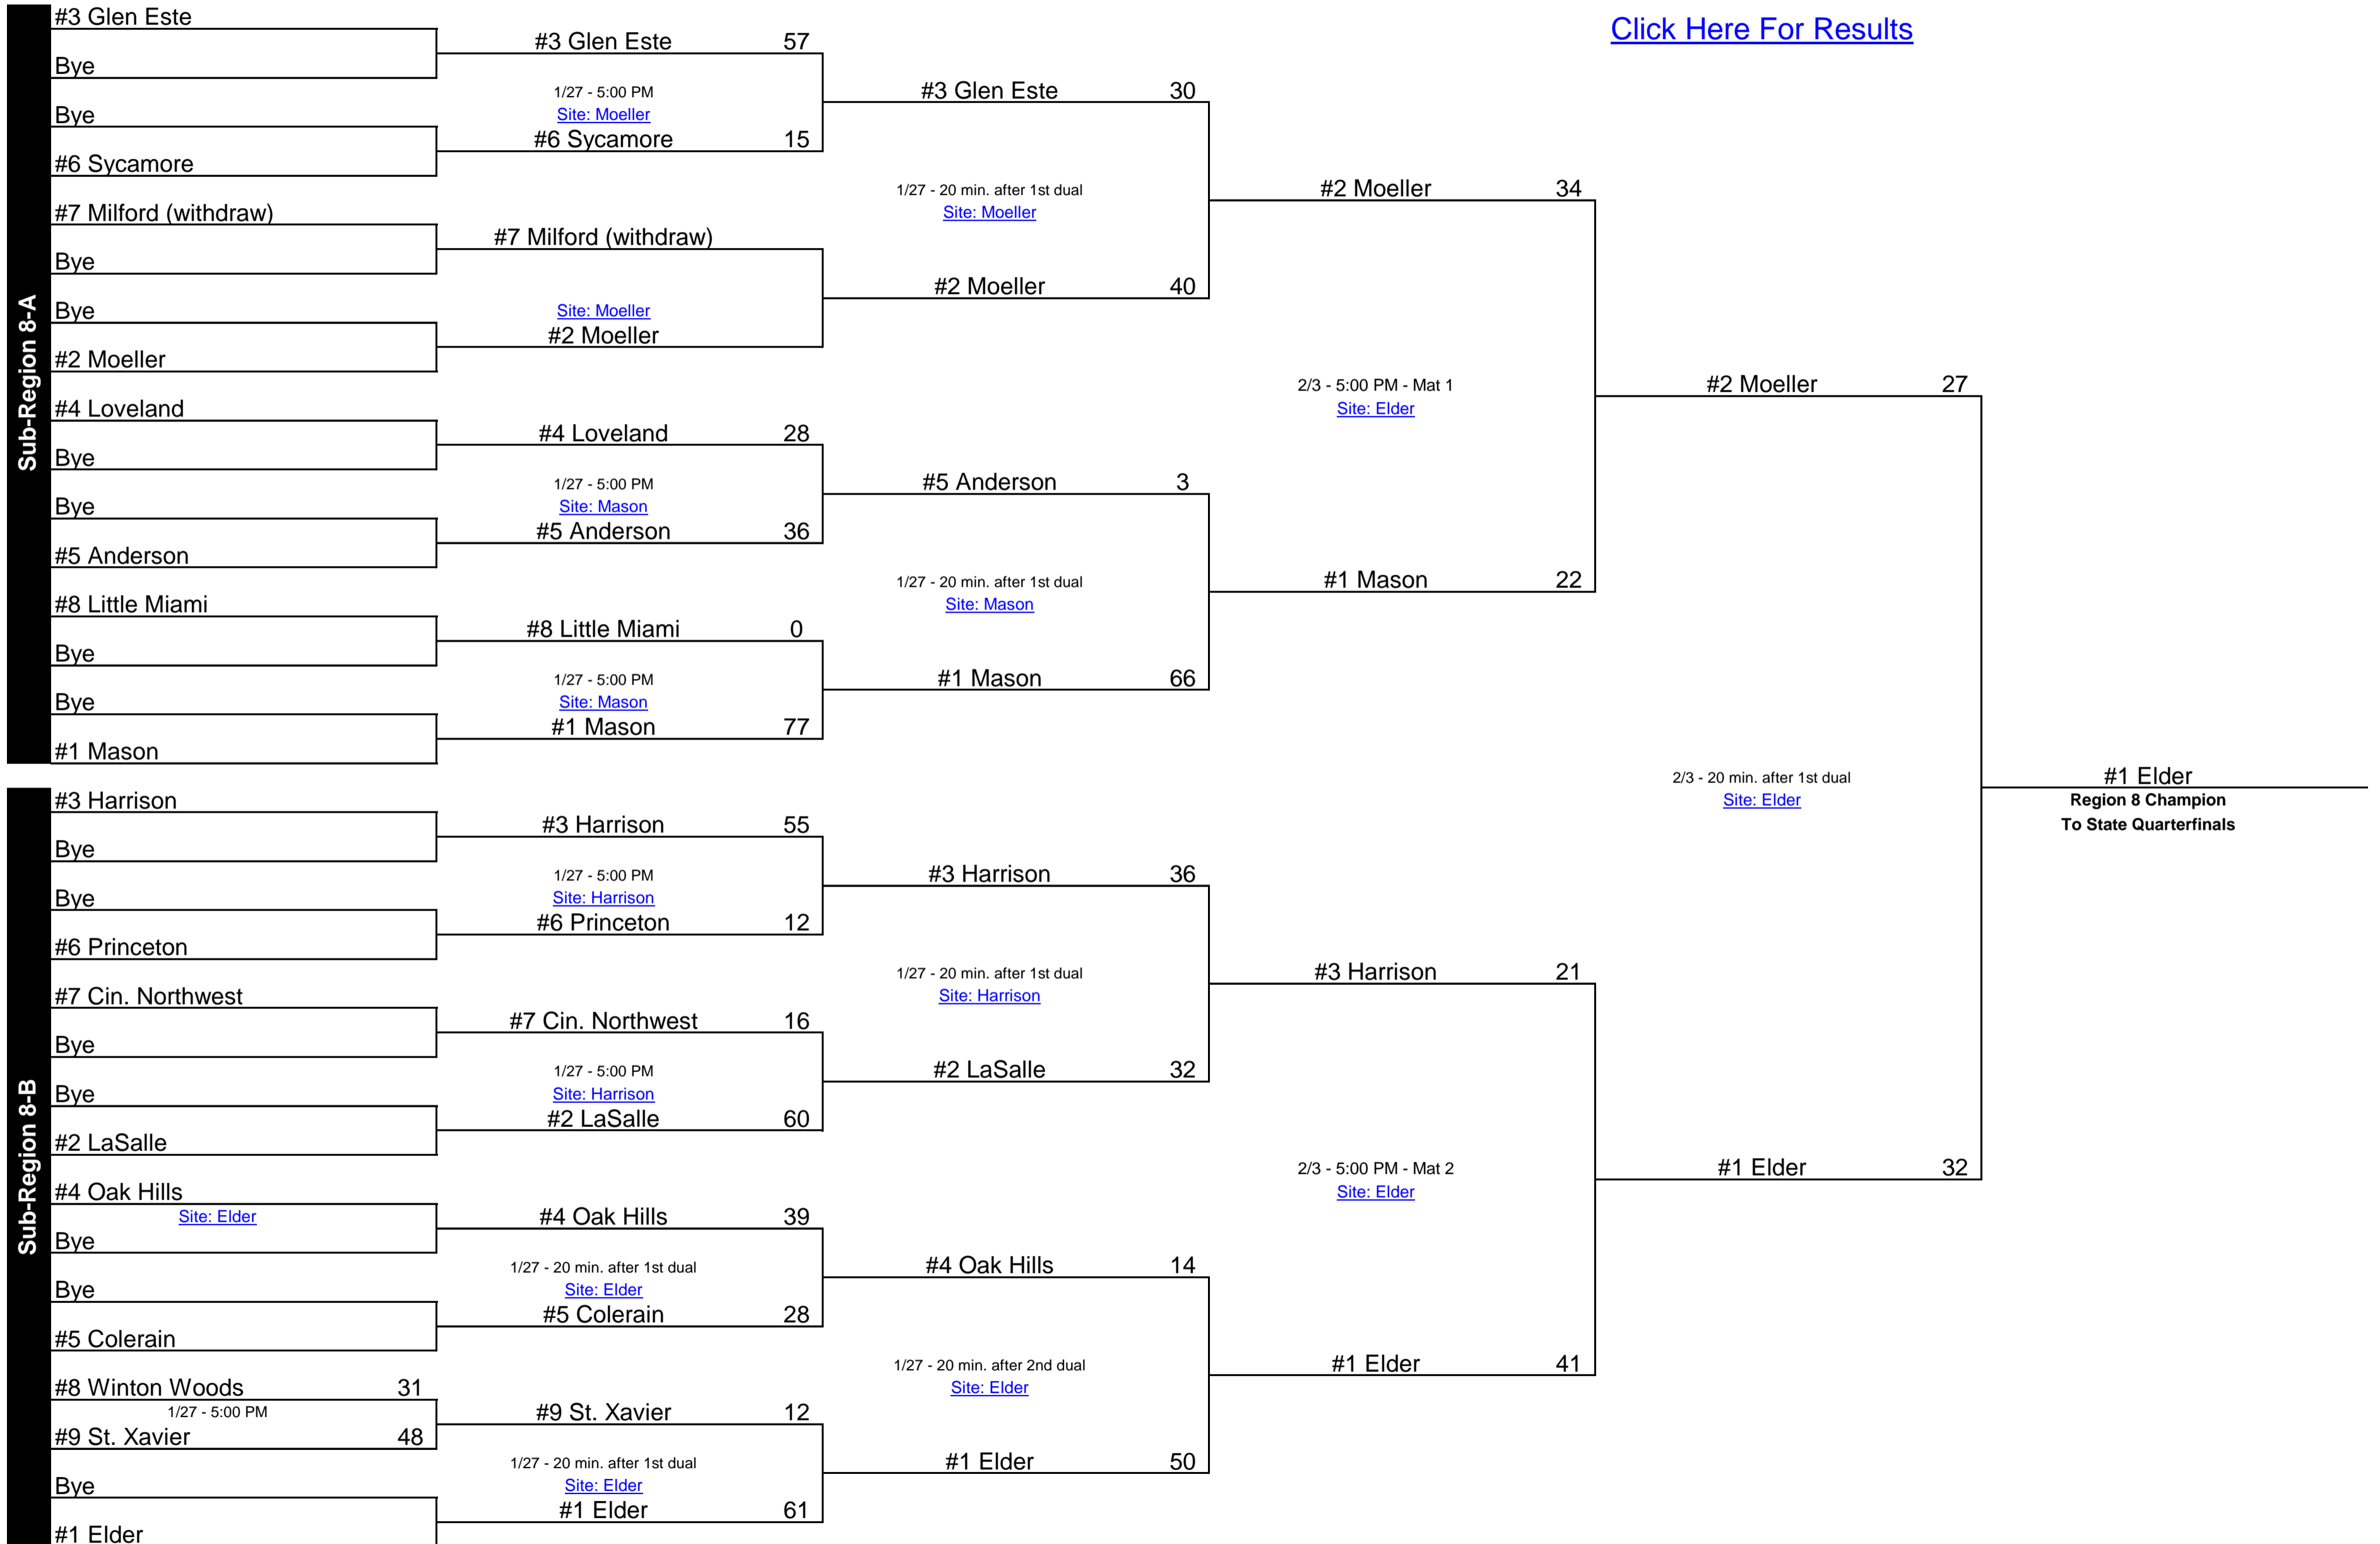 Click Here For Results
Sub-Region 8-A
#3 Glen Este
Bye
Bye
#6 Sycamore
#7 Milford (withdraw)
Bye
Bye
#2 Moeller
#4 Loveland
Bye
Bye
#5 Anderson
#8 Little Miami
Bye
Bye
#1 Mason
#3 Glen Este 57
1/27 - 5:00 PM
Site: Moeller
#6 Sycamore 15
#7 Milford (withdraw)
Site: Moeller
#2 Moeller
#4 Loveland 28
1/27 - 5:00 PM
Site: Mason
#5 Anderson 36
#8 Little Miami 0
1/27 - 5:00 PM
Site: Mason
#1 Mason 77
#3 Glen Este 30
1/27 - 20 min. after 1st dual
Site: Moeller
#2 Moeller 40
#5 Anderson 3
1/27 - 20 min. after 1st dual
Site: Mason
#1 Mason 66
#2 Moeller 34
2/3 - 5:00 PM - Mat 1
Site: Elder
#1 Mason 22
Sub-Region 8-B
#3 Harrison
Bye
Bye
#6 Princeton
#7 Cin. Northwest
Bye
Bye
#2 LaSalle
#4 Oak Hills
Site: Elder
Bye
Bye
#5 Colerain
#8 Winton Woods 31
1/27 - 5:00 PM
#9 St. Xavier 48
Bye
#1 Elder
#3 Harrison 55
1/27 - 5:00 PM
Site: Harrison
#6 Princeton 12
#7 Cin. Northwest 16
1/27 - 5:00 PM
Site: Harrison
#2 LaSalle 60
#4 Oak Hills 39
1/27 - 20 min. after 1st dual
Site: Elder
#5 Colerain 28
#9 St. Xavier 12
1/27 - 20 min. after 1st dual
Site: Elder
#1 Elder 61
#3 Harrison 36
1/27 - 20 min. after 1st dual
Site: Harrison
#2 LaSalle 32
#4 Oak Hills 14
1/27 - 20 min. after 2nd dual
Site: Elder
#1 Elder 50
#3 Harrison 21
2/3 - 5:00 PM - Mat 2
Site: Elder
#1 Elder 41
#2 Moeller 27
2/3 - 20 min. after 1st dual
Site: Elder
#1 Elder 32
#1 Elder
Region 8 Champion
To State Quarterfinals